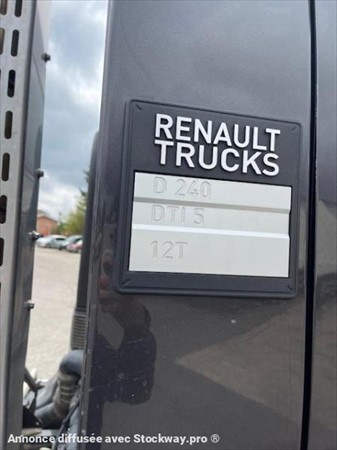 RENAULT
TRUCKS
D 240
DTI 5
12T
Annonce diffusée avec Stockway.pro ®